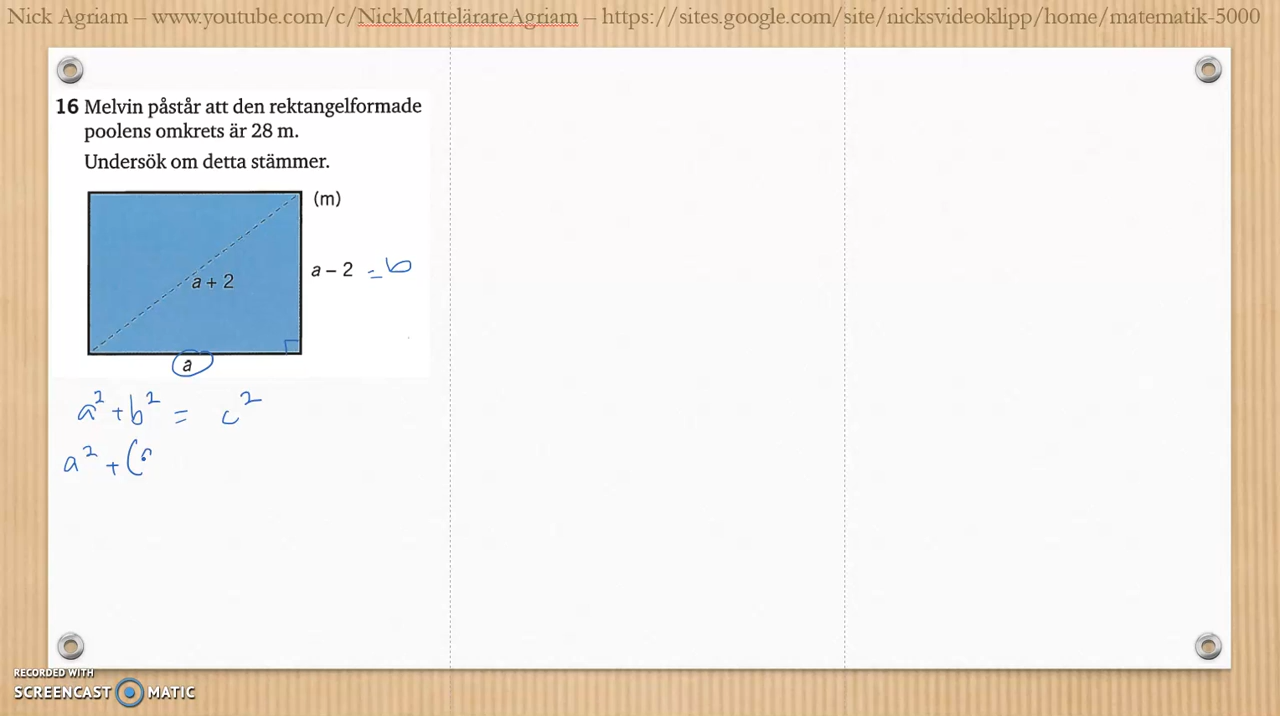 Nick Agriam – www.youtube.com/c/NickMattelärareAgriam – https://sites.google.com/site/nicksvideoklipp/home/matematik-5000
16 Melvin påstår att den rektangelformade
poolens omkrets är 28 m.
Undersök om detta stämmer.
(m)
a – 2 = b
a + 2
a
a² + b² = c²
a² + (
RECORDED WITH
SCREENCAST MATIC